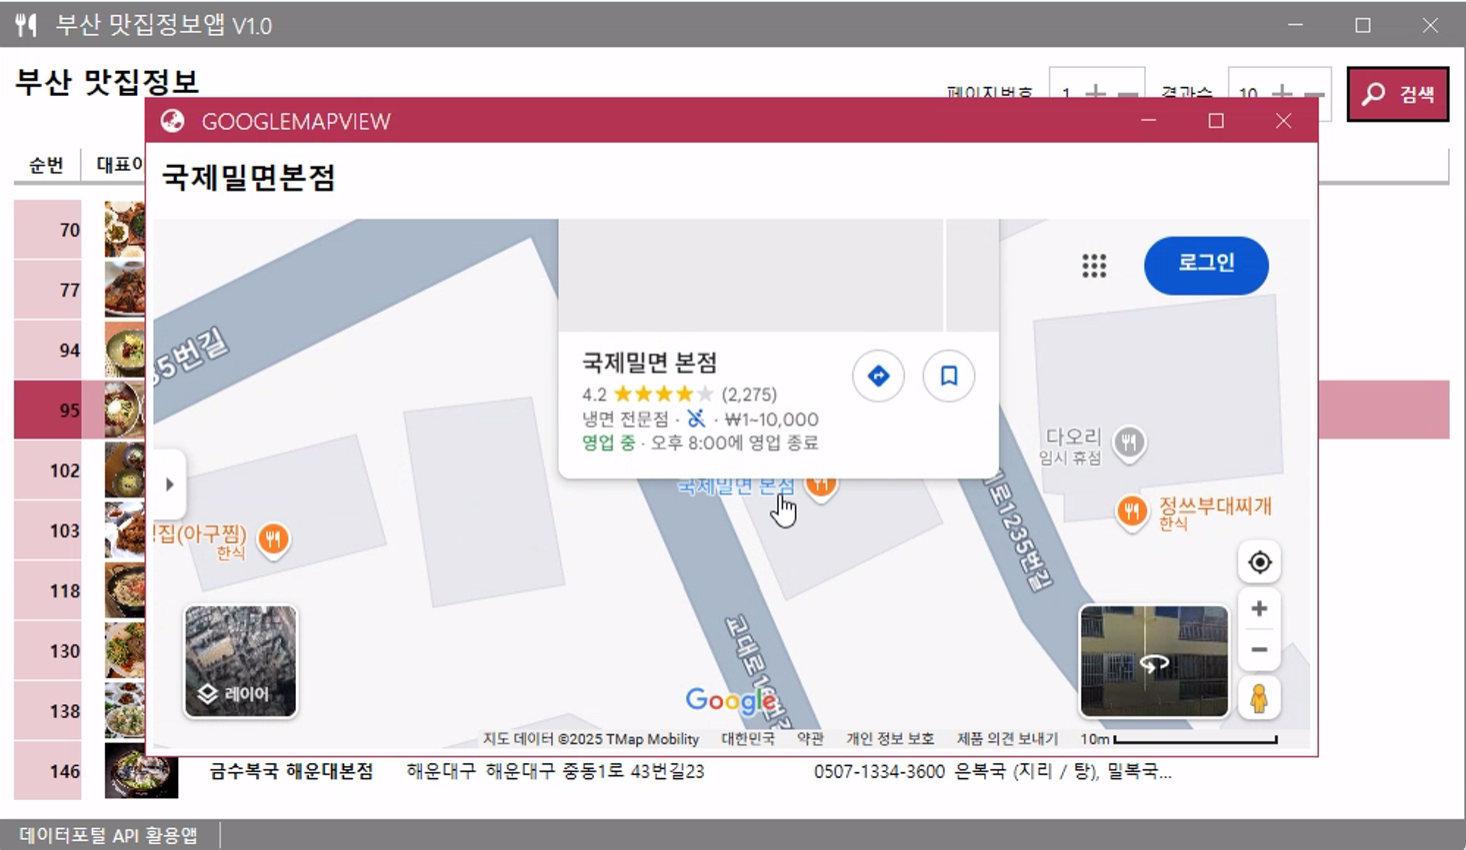 부산 맛집정보앱 V1.0
부산 맛집정보
페이지번호 1 결과수 10 검색
순번 대표이
GOOGLEMAPVIEW
국제밀면본점
70
77
94
95
102
103
118
130
138
146 금수복국 해운대본점 해운대구 해운대구 중동1로 43번길23 0507-1334-3600 은복국 (지리 / 탕), 밀복국...
35번길
로그인
국제밀면 본점
4.2 (2,275)
냉면 전문점 · ₩1~10,000
영업 중 · 오후 8:00에 영업 종료
국제밀면 본점
다오리
임시 휴점
정쓰부대찌개
한식
집(아구찜)
한식
로1235번길
교대로1
레이어
Google
지도 데이터 ©2025 TMap Mobility 대한민국 약관 개인 정보 보호 제품 의견 보내기 10m
데이터포털 API 활용앱